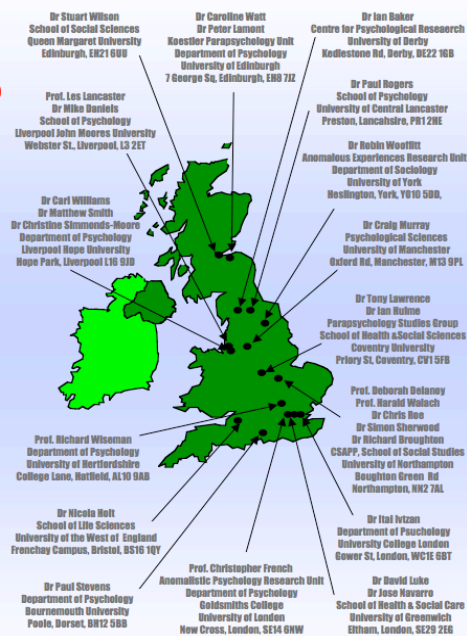 Dr Stuart Wilson
School of Social Sciences
Queen Margaret University
Edinburgh, EH21 6UU
Dr Caroline Watt
Dr Peter Lamont
Koestler Parapsychology Unit
Department of Psychology
University of Edinburgh
7 George Sq, Edinburgh, EH8 7JZ
Dr Ian Baker
Centre for Psychological Reseaerch
University of Derby
Kedlestone Rd, Derby, DE22 1GB
Prof. Les Lancaster
Dr Mike Daniels
School of Psychology
Liverpool John Moores University
Webster St., Liverpool, L3 2ET
Dr Paul Rogers
School of Psychology
University of Central Lancaster
Preston, Lancahsire, PR1 2HE
Dr Robin Wooffitt
Anomalous Experiences Research Unit
Department of Sociology
University of York
Heslington, York, YO10 5DD,
Dr Carl Williams
Dr Matthew Smith
Dr Christine Simmonds-Moore
Department of Psychology
Liverpool Hope University
Hope Park, Liverpool L16 9JD
Dr Craig Murray
Psychological Sciences
University of Manchester
Oxford Rd, Manchester, M13 9PL
Dr Tony Lawrence
Dr Ian Hulme
Parapsychology Studies Group
School of Health &Social Sciences
Coventry University
Priory St, Coventry, CV1 5FB
Prof. Deborah Delanoy
Prof. Harald Walach
Dr Chris Roe
Dr Simon Sherwood
Dr Richard Broughton
CSAPP, School of Social Studies
University of Northampton
Boughton Green Rd
Northampton, NN2 7AL
Prof. Richard Wiseman
Department of Psychology
University of Hertfordshire
College Lane, Hatfield, AL10 9AB
Dr Nicola Holt
School of Life Sciences
University of the West of England
Frenchay Campus, Bristol, BS16 1QY
Dr Itai Ivtzan
Department of Psuchology
University College London
Gower St, London, WC1E 6BT
Dr Paul Stevens
Department of Psychology
Bournemouth University
Poole, Dorset, BH12 5BB
Prof. Christopher French
Anomalistic Psychology Research Unit
Department of Psychology
Goldsmiths College
University of London
New Cross, London, SE14 6NW
Dr David Luke
Dr Jose Navarro
School of Health & Social Care
University of Greenwich
Eltham, London, SE29 2EG